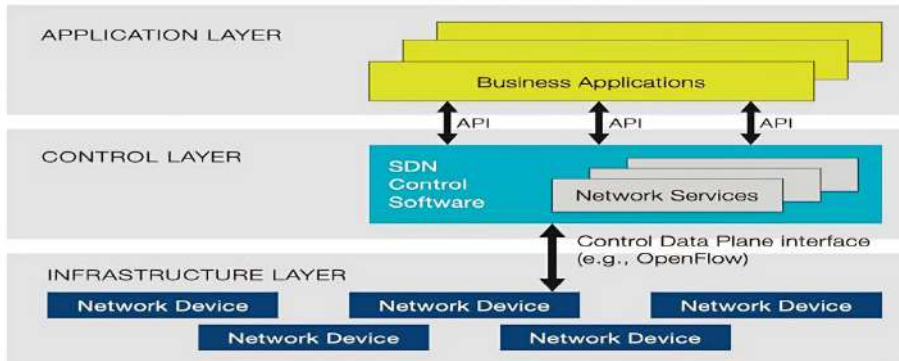 APPLICATION LAYER
Business Applications
API
API
API
CONTROL LAYER
SDN
Control
Software
Network Services
Control Data Plane interface
(e.g., OpenFlow)
INFRASTRUCTURE LAYER
Network Device
Network Device
Network Device
Network Device
Network Device